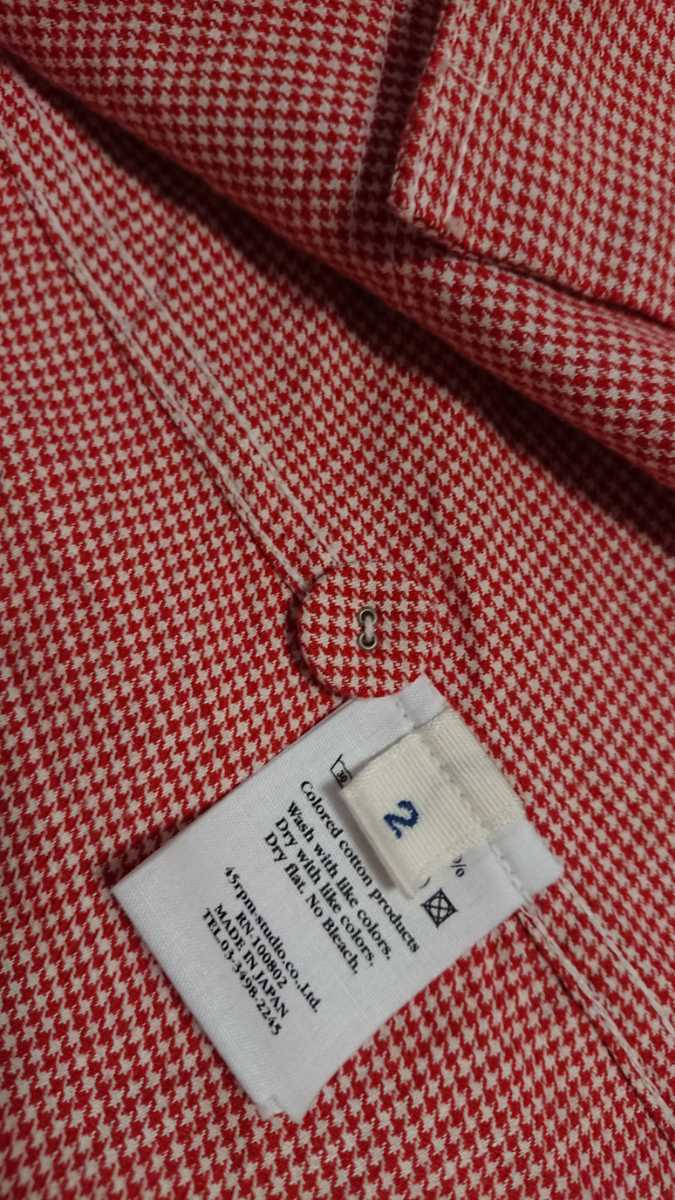 30
2
%
Colored cotton products
Wash with like colors.
Dry with like colors.
Dry flat. No Bleach.
45rpm-studio.co.,Ltd.
RN:100802
MADE IN JAPAN
TEL.03-3498-2245